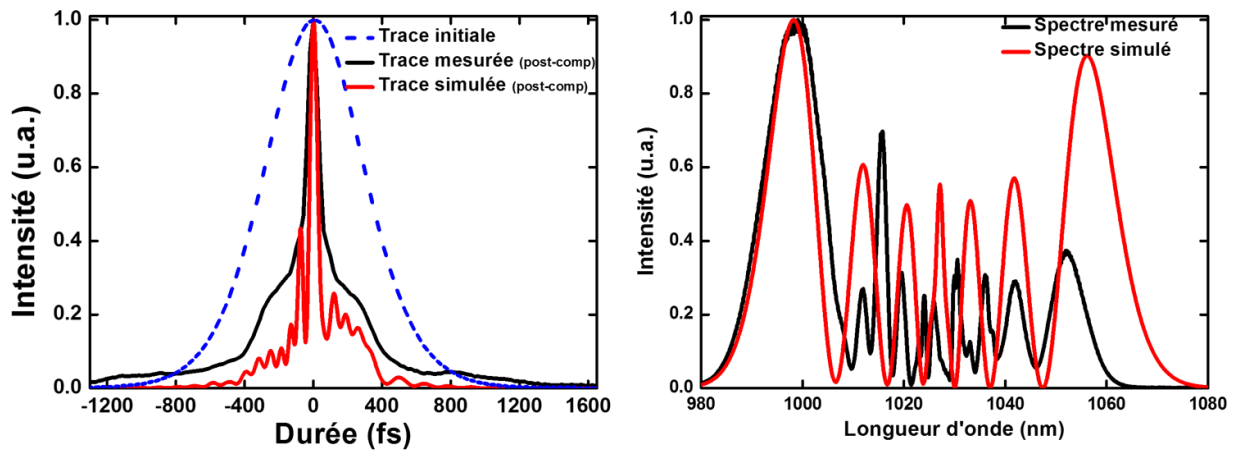 Intensité (u.a.)
1.0
0.8
0.6
0.4
0.2
0.0
Trace initiale
Trace mesurée (post-comp)
Trace simulée (post-comp)
-1200 -800 -400 0 400 800 1200 1600
Durée (fs)
Intensité (u.a.)
1.0
0.8
0.6
0.4
0.2
0.0
Spectre mesuré
Spectre simulé
980 1000 1020 1040 1060 1080
Longueur d'onde (nm)